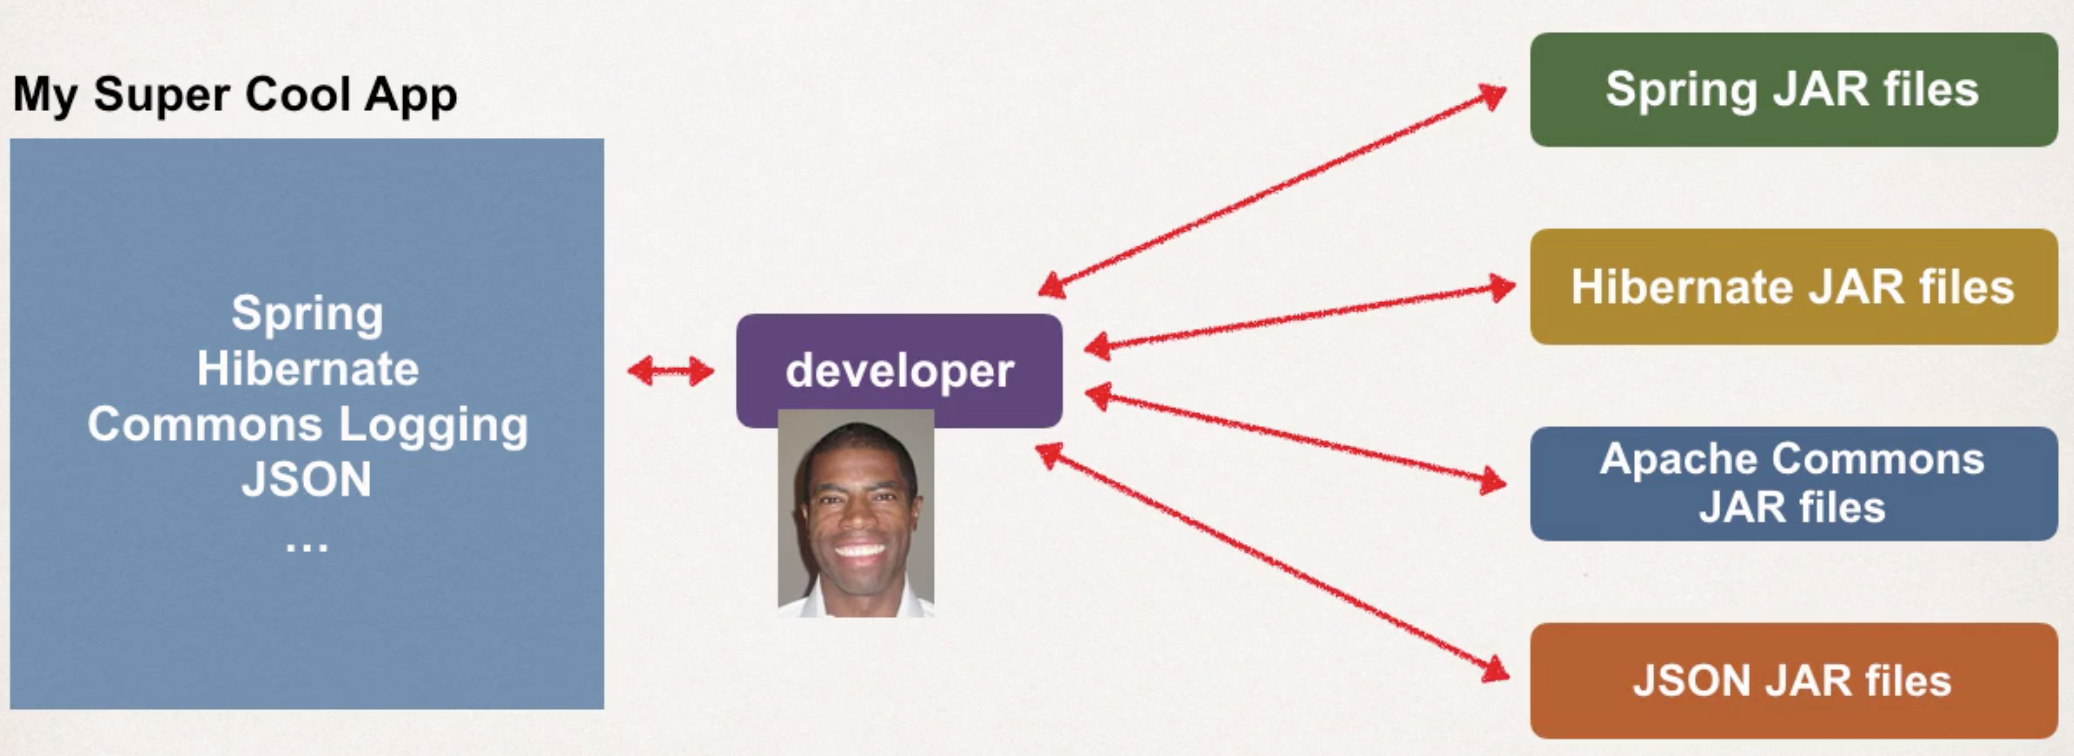 My Super Cool App
Spring
Hibernate
Commons Logging
JSON
...
developer
Spring JAR files
Hibernate JAR files
Apache Commons
JAR files
JSON JAR files